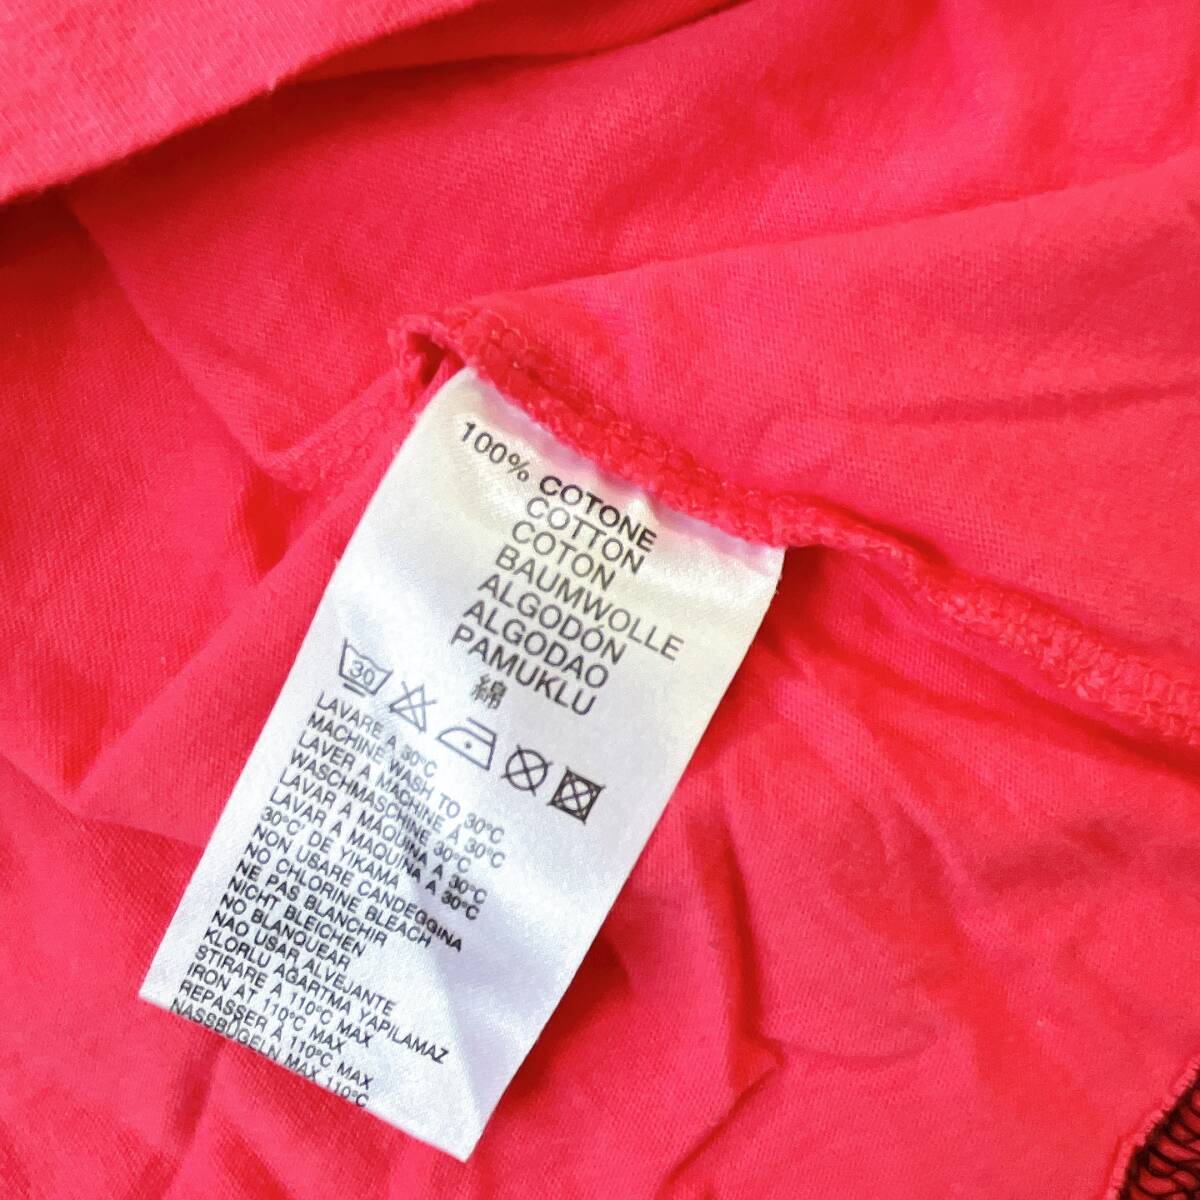 100% COTONE
COTTON
COTON
BAUMWOLLE
ALGODÓN
ALGODAO
PAMUKLU
綿
30
LAVARE A 30°C
MACHINE WASH TO 30°C
LAVER A MACHINE A 30°C
WASCHMASCHINE 30°C
LAVAR A MÁQUINA A 30°C
LAVAR A MAQUINA A 30°C
30°C' DE YIKAMA
NON USARE CANDEGGINA
NO CHLORINE BLEACH
NE PAS BLANCHIR
NICHT BLEICHEN
NO BLANQUEAR
NAO USAR ALVEJANTE
KLORLU AGARTMA YAPILAMAZ
STIRARE A 110°C MAX
IRON AT 110°C MAX
REPASSER À 110°C MAX
NASSBÜGELN MAX 110°C